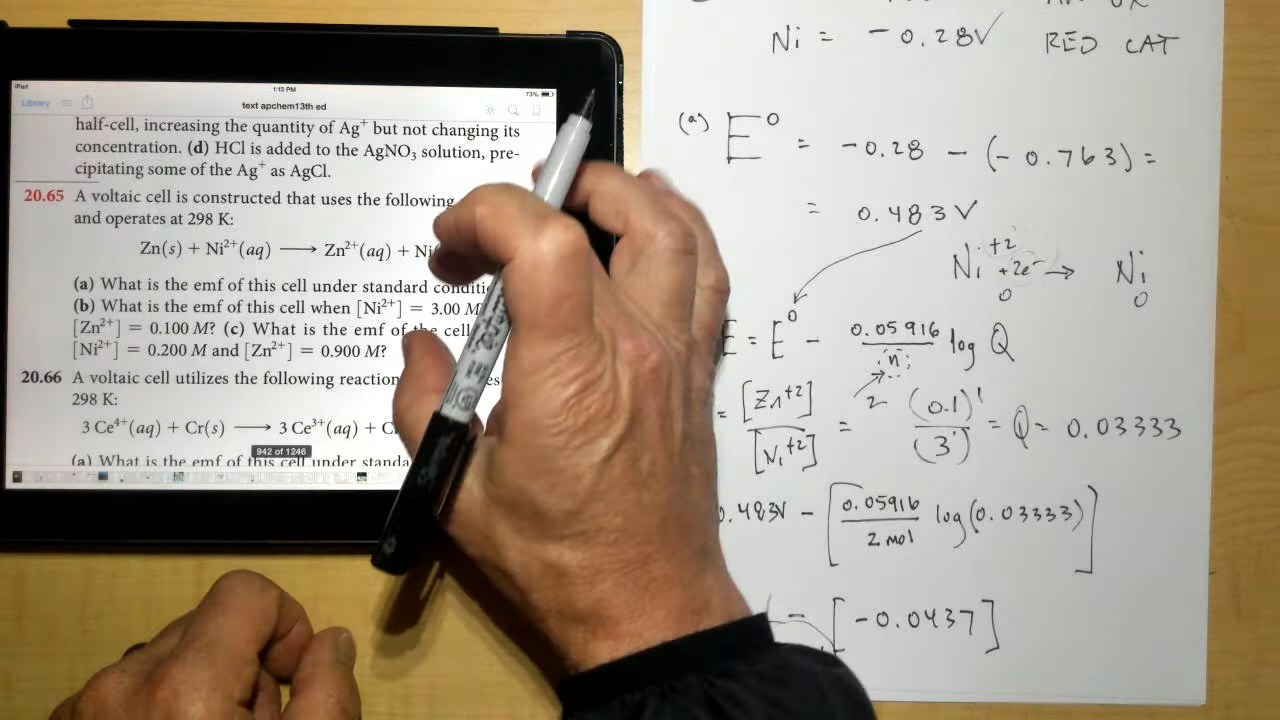 iPad
1:13 PM
73%
Library
text apchem13th ed
half-cell, increasing the quantity of Ag⁺ but not changing its
concentration. (d) HCl is added to the AgNO₃ solution, pre-
cipitating some of the Ag⁺ as AgCl.
20.65 A voltaic cell is constructed that uses the following
and operates at 298 K:
Zn(s) + Ni²⁺(aq) ⟶ Zn²⁺(aq) + Ni
(a) What is the emf of this cell under standard
(b) What is the emf of this cell when [Ni²⁺] = 3.00 M
[Zn²⁺] = 0.100 M? (c) What is the emf of the cell
[Ni²⁺] = 0.200 M and [Zn²⁺] = 0.900 M?
20.66 A voltaic cell utilizes the following reaction
298 K:
3 Ce⁴⁺(aq) + Cr(s) ⟶ 3 Ce³⁺(aq) +
942 of 1246
(a) What is the emf of this cell under
Ni = -0.28V RED CAT
(a) E⁰ = -0.28 - (-0.763) =
= 0.483V
Ni⁺² + 2e⁻ → Ni
0 0
E = E⁰ - 0.05916/n log Q
2
= [Zn⁺²]/[Ni⁺²] = (0.1)¹/(3¹) = Q = 0.03333
.483V - [0.05916/2 mol log(0.03333)]
- [-0.0437]